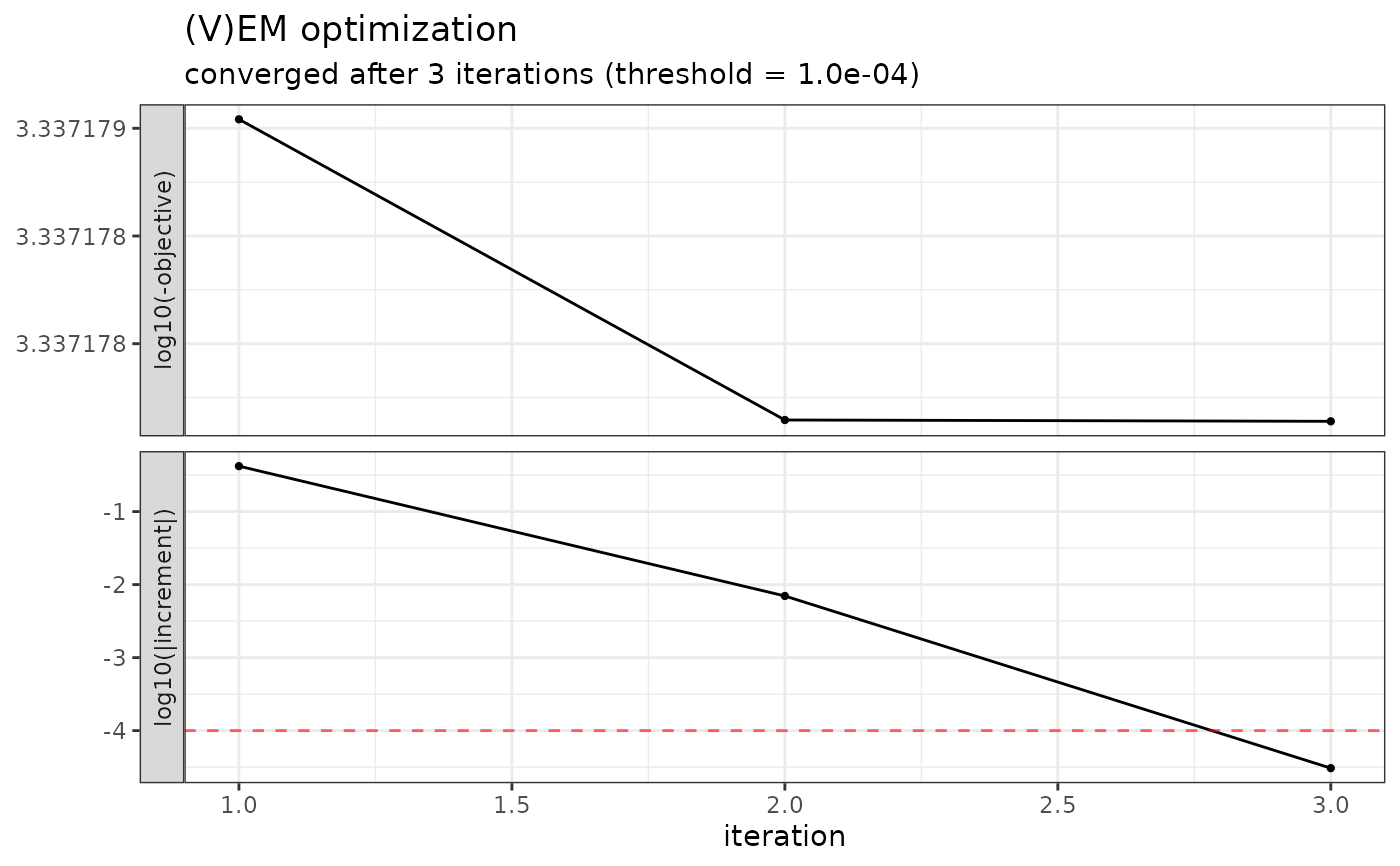 (V)EM optimization
converged after 3 iterations (threshold = 1.0e-04)
log10(-objective)
3.337179
3.337178
3.337178
log10(|increment|)
-1
-2
-3
-4
1.0
1.5
2.0
2.5
3.0
iteration